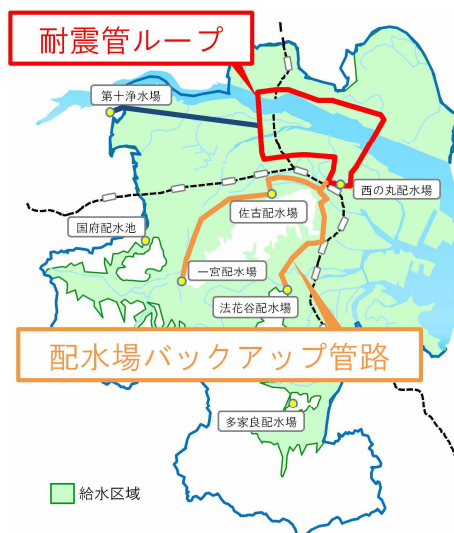 耐震管ループ
第十浄水場
西の丸配水場
佐古配水場
国府配水池
一宮配水場
法花谷配水場
配水場バックアップ管路
多家良配水場
給水区域